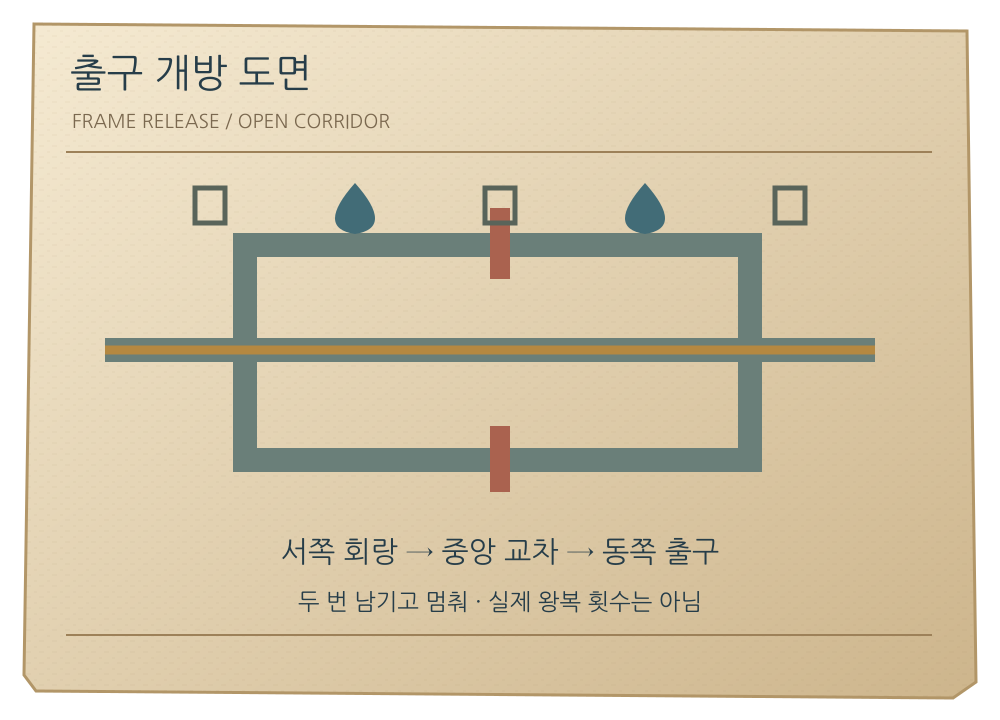 출구 개방 도면
FRAME RELEASE / OPEN CORRIDOR
서쪽 회랑 → 중앙 교차 → 동쪽 출구
두 번 남기고 멈춰 · 실제 왕복 횟수는 아님